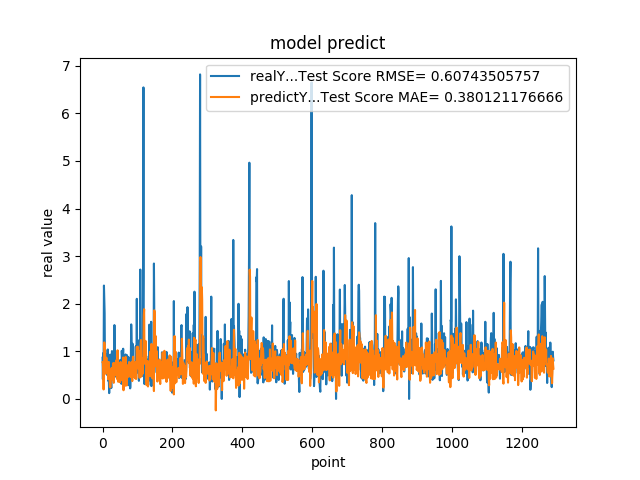 model predict
realY...Test Score RMSE= 0.60743505757
predictY...Test Score MAE= 0.380121176666
7
6
5
4
3
2
1
0
real value
0 200 400 600 800 1000 1200
point